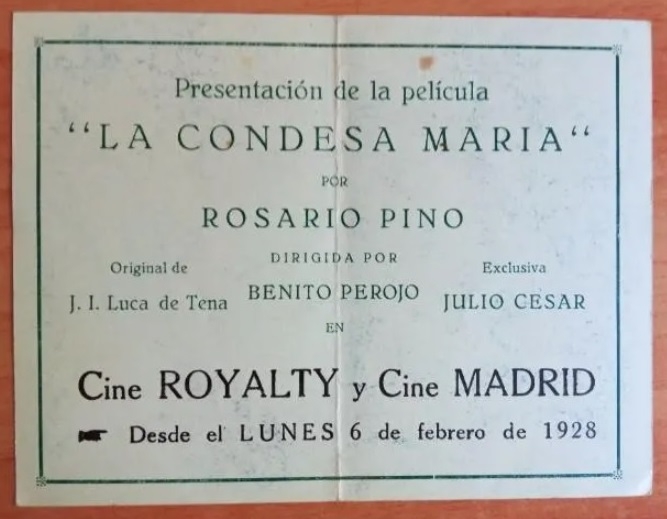 Presentación de la película
“LA CONDESA MARIA“
POR
ROSARIO PINO
Original de
J. I. Luca de Tena
DIRIGIDA POR
BENITO PEROJO
Exclusiva
JULIO CESAR
EN
Cine ROYALTY y Cine MADRID
Desde el LUNES 6 de febrero de 1928